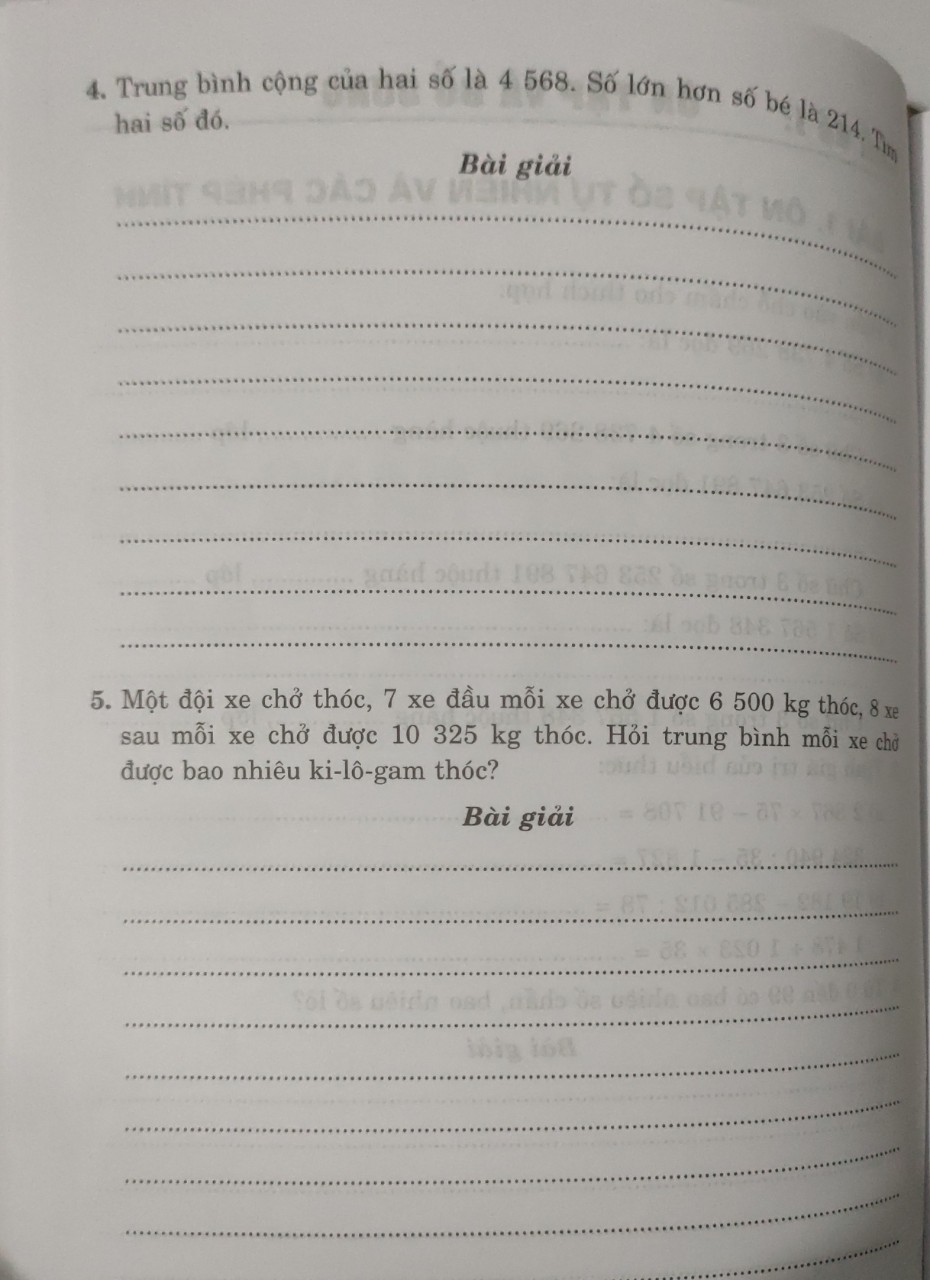 4. Trung bình cộng của hai số là 4 568. Số lớn hơn số bé là 214. Tìm
hai số đó.
Bài giải
5. Một đội xe chở thóc, 7 xe đầu mỗi xe chở được 6 500 kg thóc, 8 xe
sau mỗi xe chở được 10 325 kg thóc. Hỏi trung bình mỗi xe chở
được bao nhiêu ki-lô-gam thóc?
Bài giải